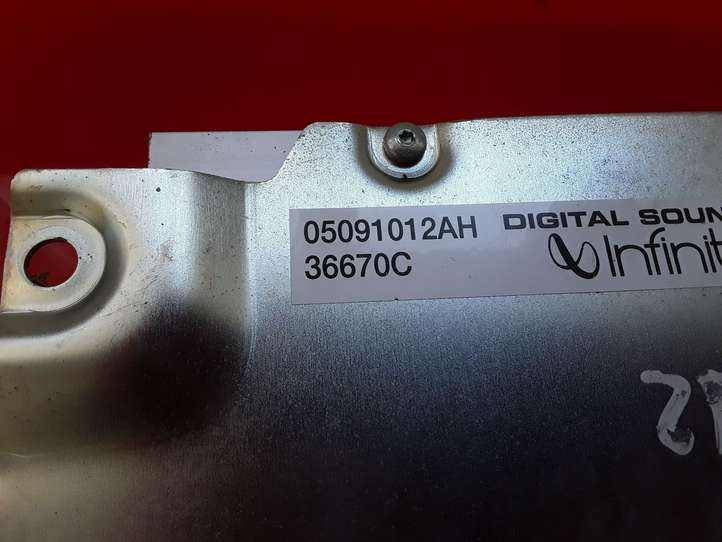 05091012AH DIGITAL SOUN
36670C Infinit